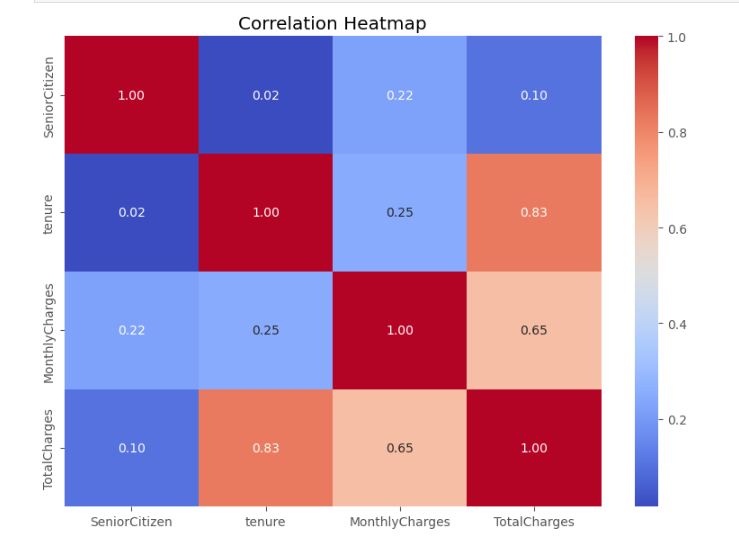 Correlation Heatmap
SeniorCitizen
1.00 0.02 0.22 0.10
tenure
0.02 1.00 0.25 0.83
MonthlyCharges
0.22 0.25 1.00 0.65
TotalCharges
0.10 0.83 0.65 1.00
SeniorCitizen tenure MonthlyCharges TotalCharges
1.0
0.8
0.6
0.4
0.2